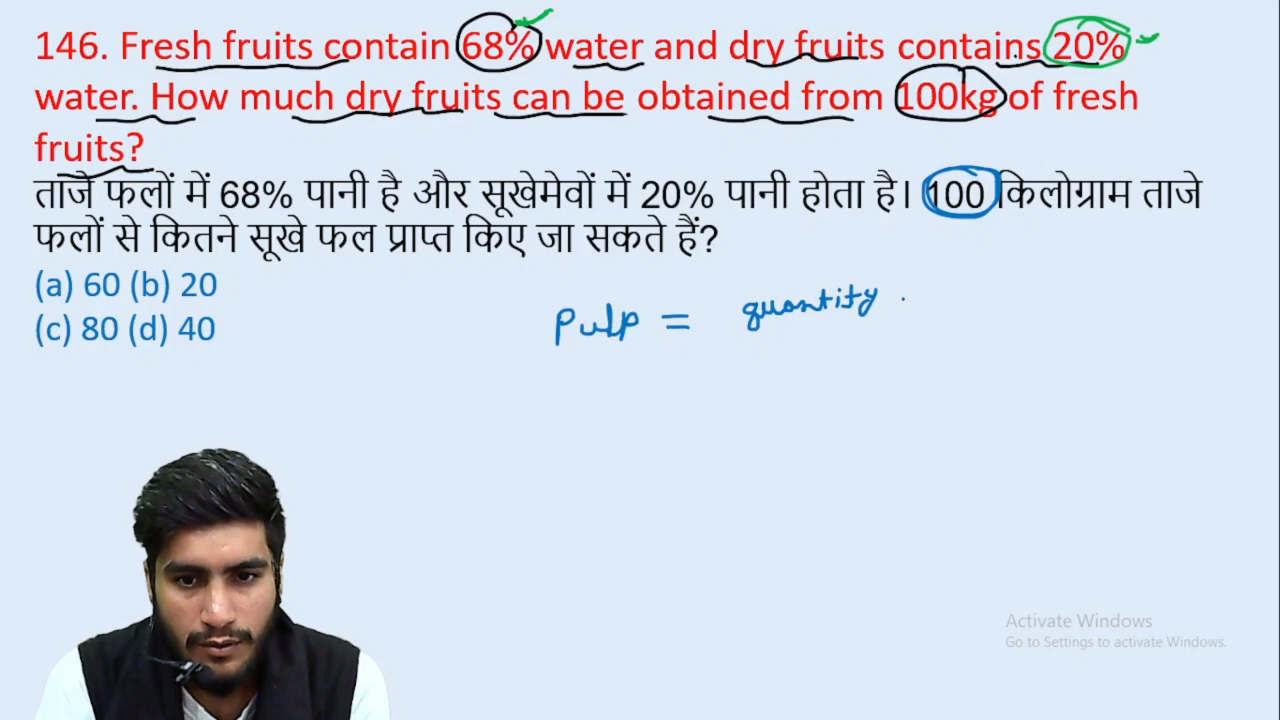 146. Fresh fruits contain 68% water and dry fruits contains 20%
water. How much dry fruits can be obtained from 100kg of fresh
fruits?
ताजे फलों में 68% पानी है और सूखेमेवों में 20% पानी होता है। 100 किलोग्राम ताजे
फलों से कितने सूखे फल प्राप्त किए जा सकते हैं?
(a) 60 (b) 20
(c) 80 (d) 40
Pulp = quantity
Activate Windows
Go to Settings to activate Windows.